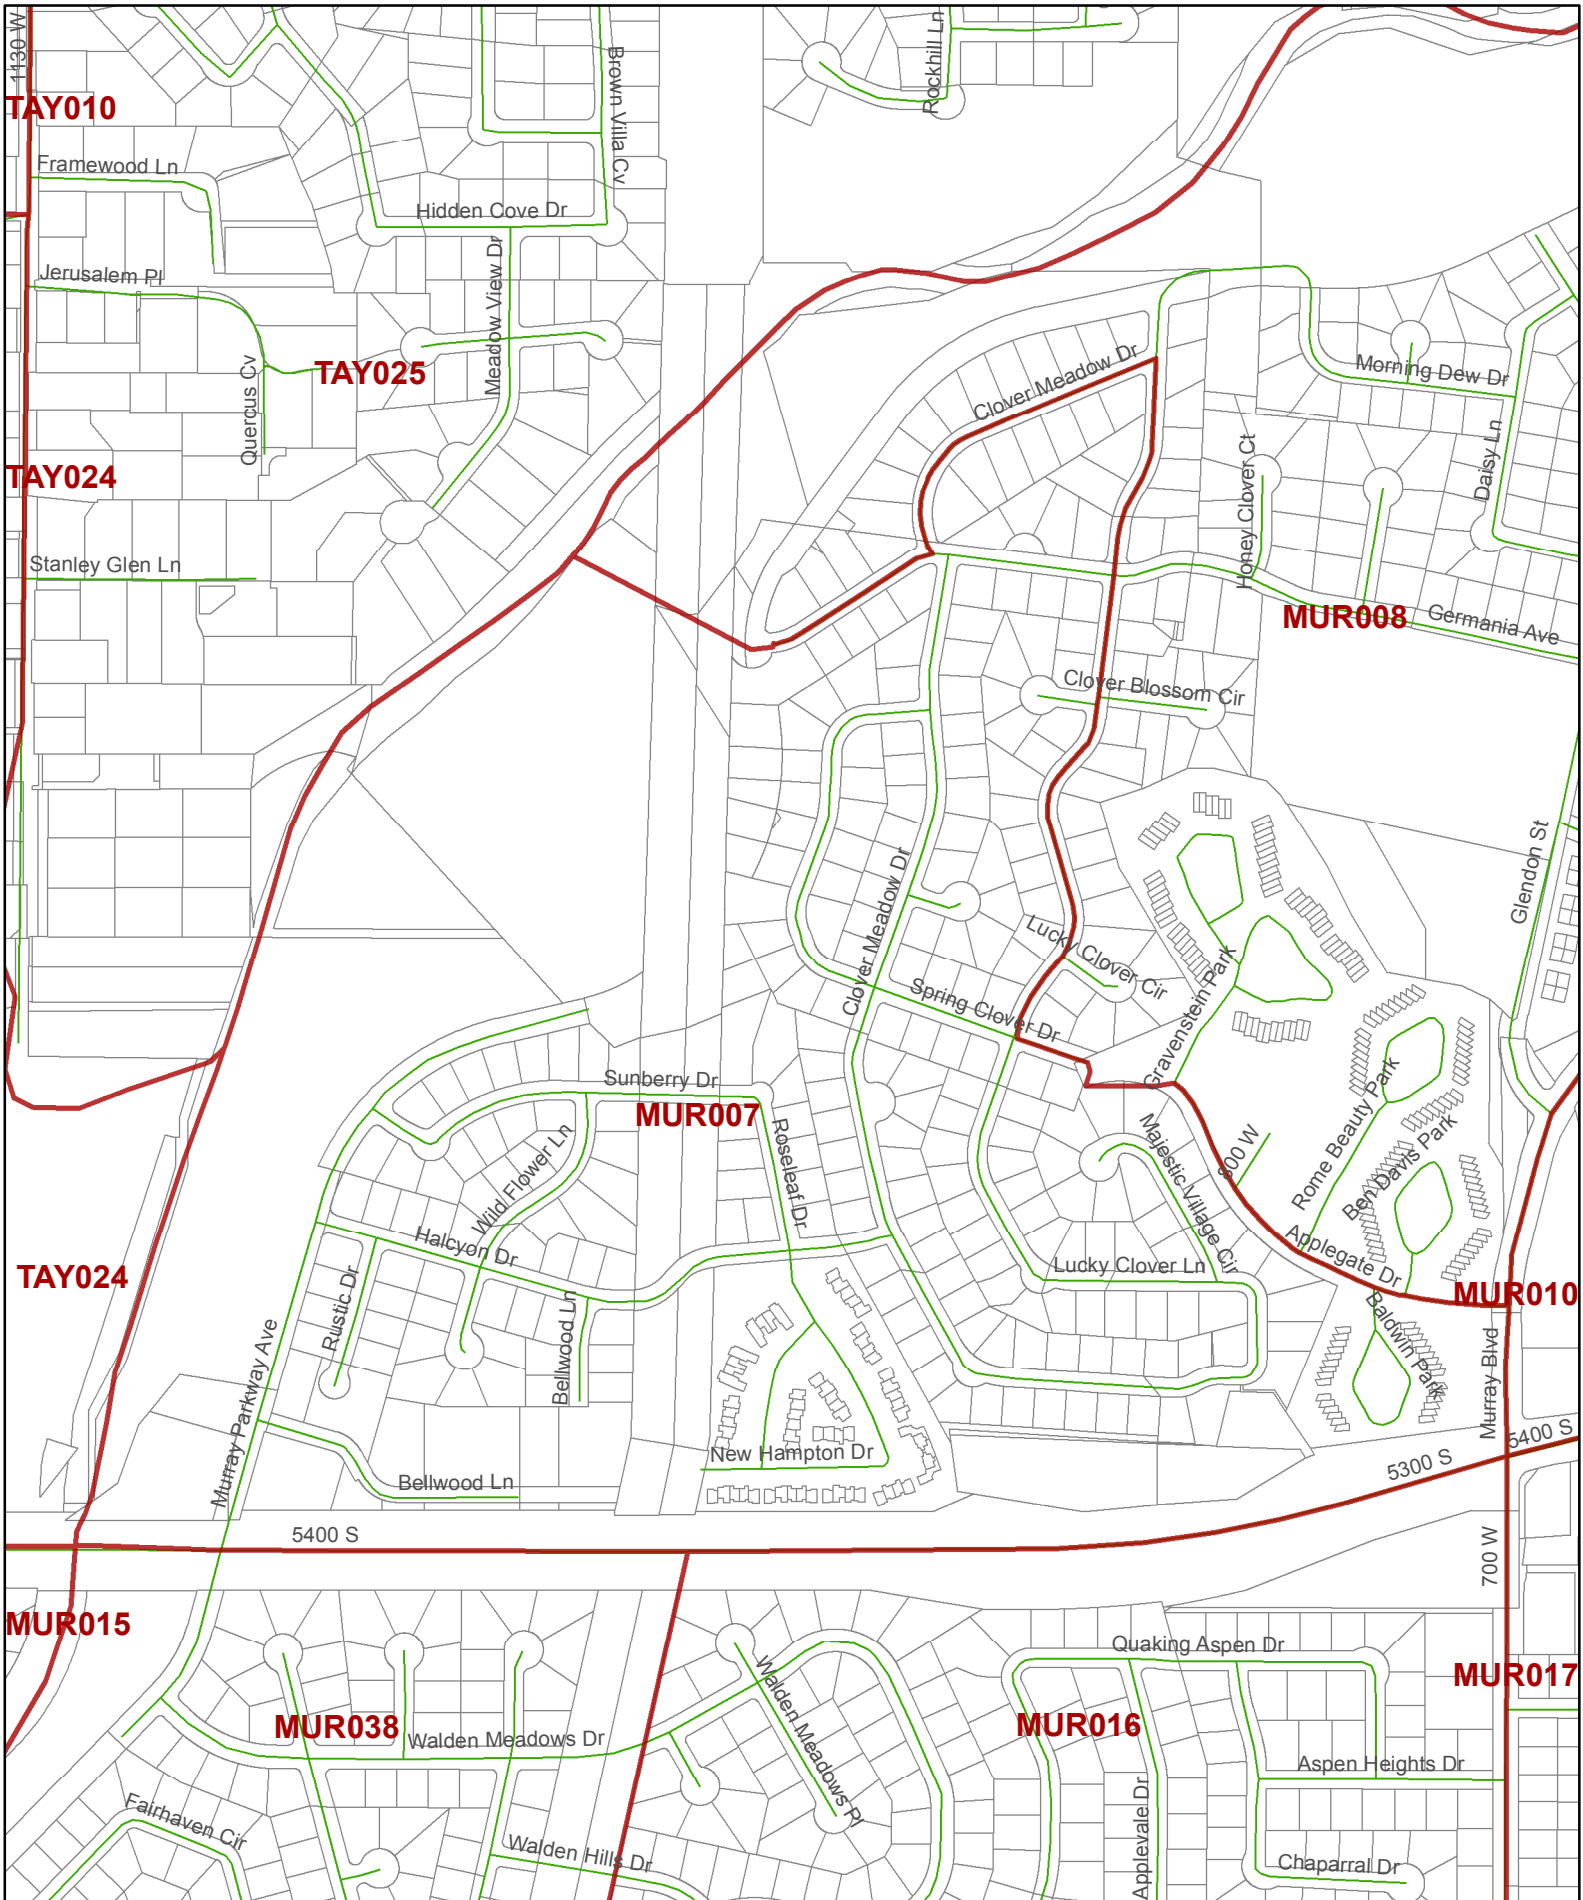 1130 W
TAY010
Brown Villa Cv
Rockhill Ln
Framewood Ln
Hidden Cove Dr
Jerusalem Pl
Meadow View Dr
Quercus Cv
TAY025
Clover Meadow Dr
Morning Dew Dr
Daisy Ln
Honey Clover Ct
TAY024
Stanley Glen Ln
MUR008
Germania Ave
Clover Blossom Cir
Glendon St
Clover Meadow Dr
Lucky Clover Cir
Spring Clover Dr
Gravenstein Park
Sunberry Dr
MUR007
Wild Flower Ln
Roseleaf Dr
Majestic Village Cir
800 W
Rome Beauty Park
Ben Davis Park
Halcyon Dr
Applegate Dr
TAY024
Rustic Dr
Lucky Clover Ln
MUR010
Bellwood Ln
Baldwin Park
Murray Blvd
Murray Parkway Ave
New Hampton Dr
Bellwood Ln
5300 S
5400 S
5400 S
700 W
MUR015
Quaking Aspen Dr
Walden Meadows Pl
MUR017
MUR038
Walden Meadows Dr
MUR016
Aspen Heights Dr
Fairhaven Cir
Applevale Dr
Walden Hills Dr
Chaparral Dr